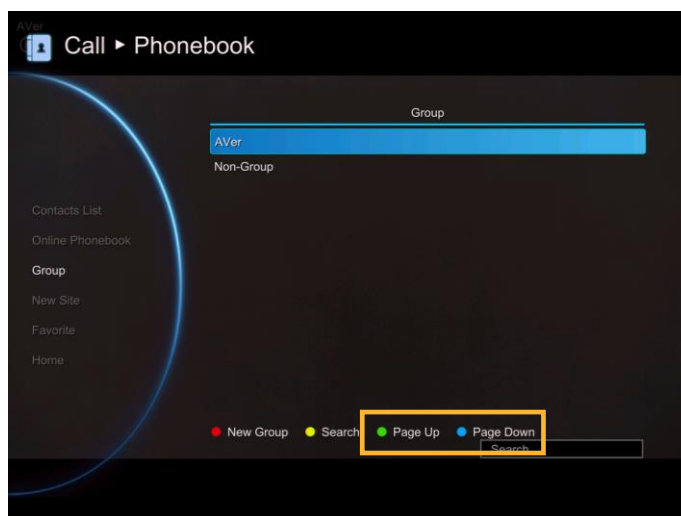 AVer
Call ▸ Phonebook
Group
AVer
Non-Group
Contacts List
Online Phonebook
Group
New Site
Favorite
Home
New Group Search Page Up Page Down
Search